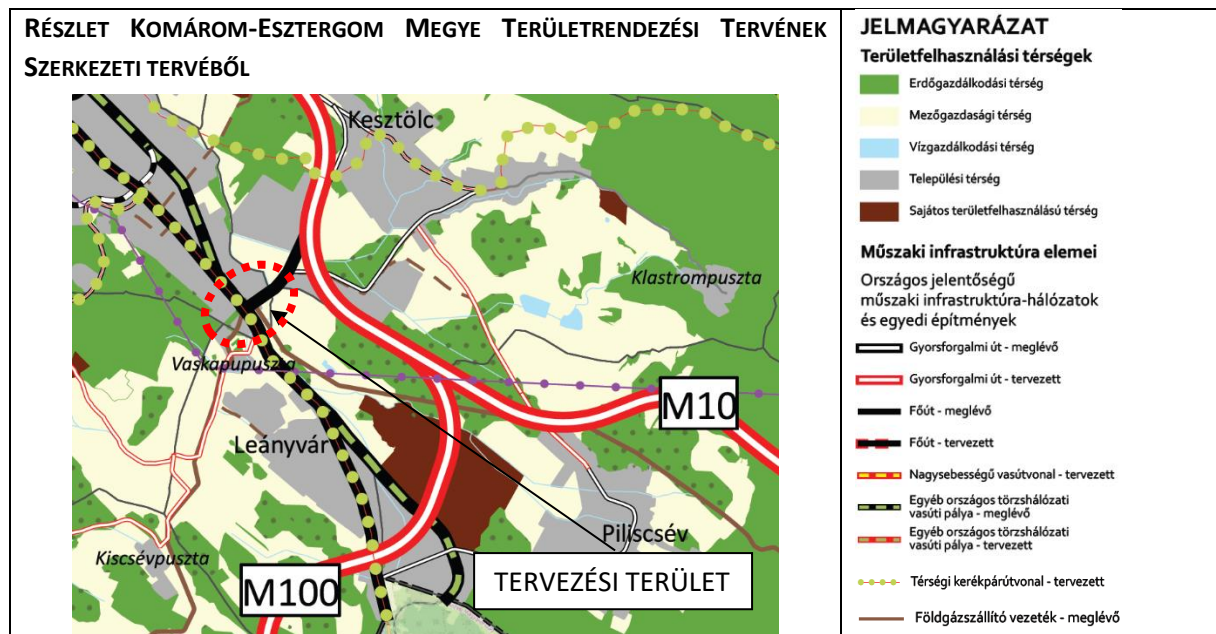 RÉSZLET KOMÁROM-ESZTERGOM MEGYE TERÜLETRENDEZÉSI TERVÉNEK
SZERKEZETI TERVÉBŐL
Kesztölc
Klastrompuszta
Vaskapupuszta
M10
Leányvár
Piliscsév
Kiscsévpuszta
M100
TERVEZÉSI TERÜLET
JELMAGYARÁZAT
Területfelhasználási térségek
Erdőgazdálkodási térség
Mezőgazdasági térség
Vízgazdálkodási térség
Települési térség
Sajátos területfelhasználású térség
Műszaki infrastruktúra elemei
Országos jelentőségű
műszaki infrastruktúra-hálózatok
és egyedi építmények
Gyorsforgalmi út - meglévő
Gyorsforgalmi út - tervezett
Főút - meglévő
Főút - tervezett
Nagysebességű vasútvonal - tervezett
Egyéb országos törzshálózati
vasúti pálya - meglévő
Egyéb országos törzshálózati
vasúti pálya - tervezett
Térségi kerékpárútvonal - tervezett
Földgázszállító vezeték - meglévő